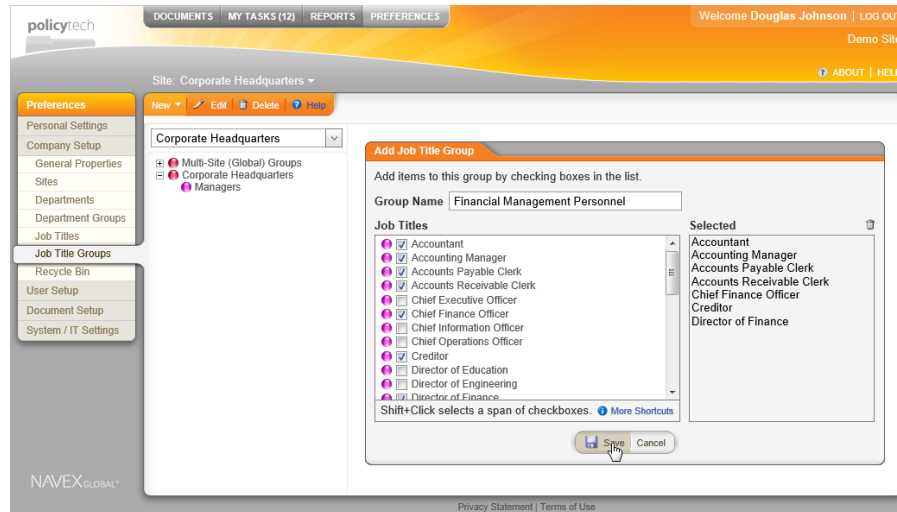 policytech
DOCUMENTS MY TASKS (12) REPORTS PREFERENCES
Welcome Douglas Johnson | LOG OU
Demo Site
Site: Corporate Headquarters
ABOUT | HEL
Preferences
New Edit Delete Help
Personal Settings
Company Setup
General Properties
Sites
Departments
Department Groups
Job Titles
Job Title Groups
Recycle Bin
User Setup
Document Setup
System / IT Settings
Corporate Headquarters
Multi-Site (Global) Groups
Corporate Headquarters
Managers
Add Job Title Group
Add items to this group by checking boxes in the list.
Group Name Financial Management Personnel
Job Titles
Accountant
Accounting Manager
Accounts Payable Clerk
Accounts Receivable Clerk
Chief Executive Officer
Chief Finance Officer
Chief Information Officer
Chief Operations Officer
Creditor
Director of Education
Director of Engineering
Director of Finance
Shift+Click selects a span of checkboxes. More Shortcuts
Selected
Accountant
Accounting Manager
Accounts Payable Clerk
Accounts Receivable Clerk
Chief Finance Officer
Creditor
Director of Finance
Save Cancel
NAVEX GLOBAL
Privacy Statement | Terms of Use